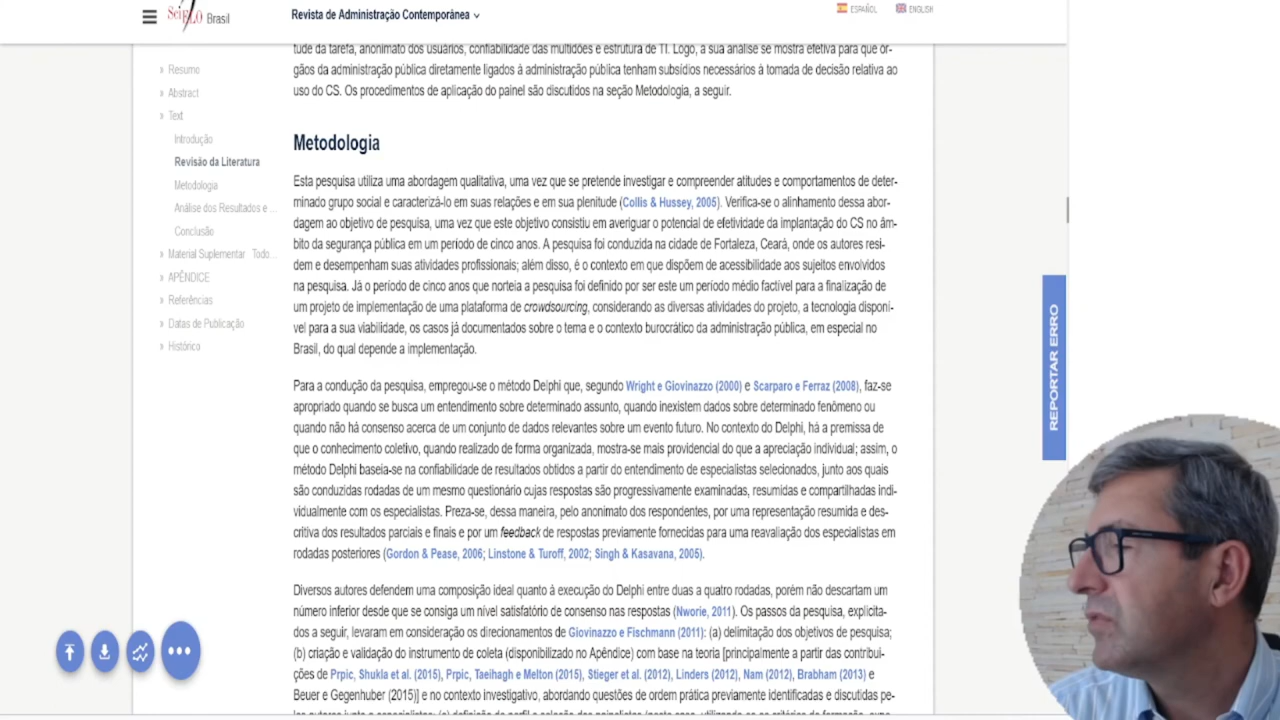 SciELO Brasil
Revista de Administração Contemporânea
ESPAÑOL
ENGLISH
» Resumo
» Abstract
» Text
Introdução
Revisão da Literatura
Metodologia
Análise dos Resultados e ...
Conclusão
» Material Suplementar Todo...
» APÊNDICE
» Referências
» Datas de Publicação
» Histórico
tude da tarefa, anonimato dos usuários, confiabilidade das multidões e estrutura de TI. Logo, a sua análise se mostra efetiva para que ór-
gãos da administração pública diretamente ligados à administração pública tenham subsídios necessários à tomada de decisão relativa ao
uso do CS. Os procedimentos de aplicação do painel são discutidos na seção Metodologia, a seguir.
Metodologia
Esta pesquisa utiliza uma abordagem qualitativa, uma vez que se pretende investigar e compreender atitudes e comportamentos de deter-
minado grupo social e caracterizá-lo em suas relações e em sua plenitude (Collis & Hussey, 2005). Verifica-se o alinhamento dessa abor-
dagem ao objetivo de pesquisa, uma vez que este objetivo consistiu em averiguar o potencial de efetividade da implantação do CS no âm-
bito da segurança pública em um período de cinco anos. A pesquisa foi conduzida na cidade de Fortaleza, Ceará, onde os autores resi-
dem e desempenham suas atividades profissionais; além disso, é o contexto em que dispõem de acessibilidade aos sujeitos envolvidos
na pesquisa. Já o período de cinco anos que norteia a pesquisa foi definido por ser este um período médio factível para a finalização de
um projeto de implementação de uma plataforma de crowdsourcing, considerando as diversas atividades do projeto, a tecnologia disponí-
vel para a sua viabilidade, os casos já documentados sobre o tema e o contexto burocrático da administração pública, em especial no
Brasil, do qual depende a implementação.
Para a condução da pesquisa, empregou-se o método Delphi que, segundo Wright e Giovinazzo (2000) e Scarparo e Ferraz (2008), faz-se
apropriado quando se busca um entendimento sobre determinado assunto, quando inexistem dados sobre determinado fenômeno ou
quando não há consenso acerca de um conjunto de dados relevantes sobre um evento futuro. No contexto do Delphi, há a premissa de
que o conhecimento coletivo, quando realizado de forma organizada, mostra-se mais providencial do que a apreciação individual; assim, o
método Delphi baseia-se na confiabilidade de resultados obtidos a partir do entendimento de especialistas selecionados, junto aos quais
são conduzidas rodadas de um mesmo questionário cujas respostas são progressivamente examinadas, resumidas e compartilhadas indi-
vidualmente com os especialistas. Preza-se, dessa maneira, pelo anonimato dos respondentes, por uma representação resumida e des-
critiva dos resultados parciais e finais e por um feedback de respostas previamente fornecidas para uma reavaliação dos especialistas em
rodadas posteriores (Gordon & Pease, 2006; Linstone & Turoff, 2002; Singh & Kasavana, 2005).
Diversos autores defendem uma composição ideal quanto à execução do Delphi entre duas a quatro rodadas, porém não descartam um
número inferior desde que se consiga um nível satisfatório de consenso nas respostas (Nworie, 2011). Os passos da pesquisa, explicita-
dos a seguir, levaram em consideração os direcionamentos de Giovinazzo e Fischmann (2011): (a) delimitação dos objetivos de pesquisa;
(b) criação e validação do instrumento de coleta (disponibilizado no Apêndice) com base na teoria [principalmente a partir das contribui-
ções de Prpic, Shukla et al. (2015), Prpic, Taeihagh e Melton (2015), Stieger et al. (2012), Linders (2012), Nam (2012), Brabham (2013) e
Beuer e Gegenhuber (2015)] e no contexto investigativo, abordando questões de ordem prática previamente identificadas e discutidas pe-
REPORTAR ERRO